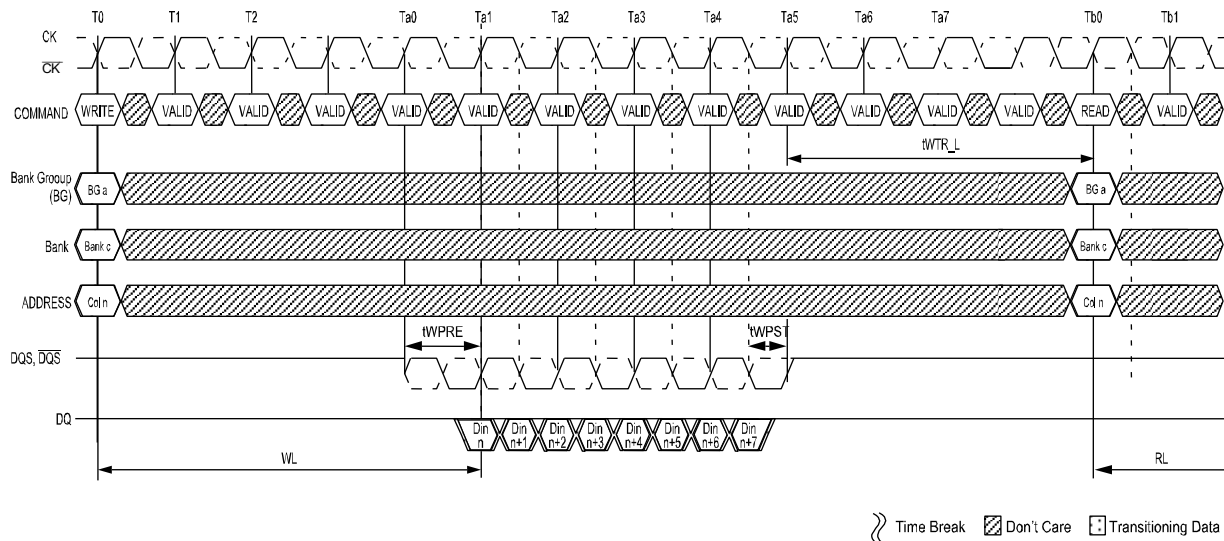 T0 T1 T2 Ta0 Ta1 Ta2 Ta3 Ta4 Ta5 Ta6 Ta7 Tb0 Tb1
CK
CK
COMMAND WRITE VALID VALID VALID VALID VALID VALID VALID VALID VALID VALID VALID VALID READ VALID
tWTR_L
Bank Grooup
(BG) BG a BG a
Bank Bank c Bank c
ADDRESS Col n Col n
tWPRE tWPST
DQS, DQS
DQ Din Din Din Din Din Din Din Din
n n+1 n+2 n+3 n+4 n+5 n+6 n+7
WL RL
Time Break Don't Care Transitioning Data